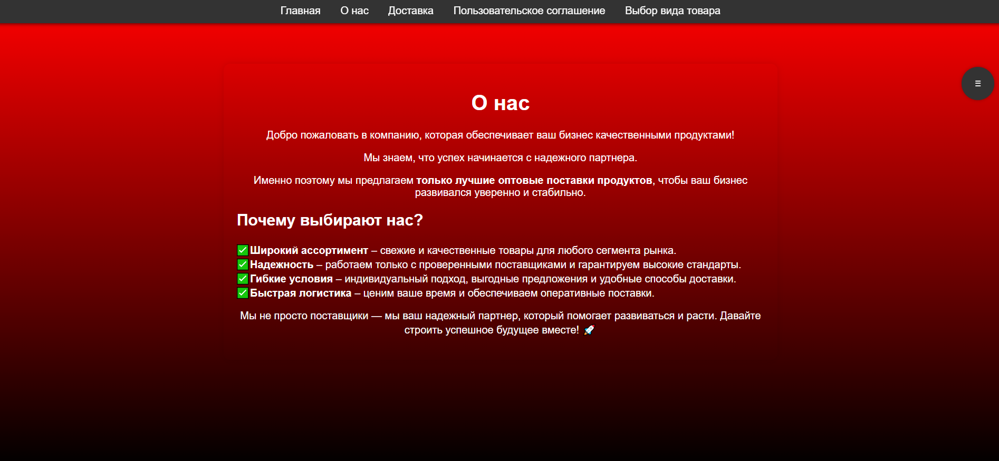 Главная О нас Доставка Пользовательское соглашение Выбор вида товара
☰
О нас
Добро пожаловать в компанию, которая обеспечивает ваш бизнес качественными продуктами!
Мы знаем, что успех начинается с надежного партнера.
Именно поэтому мы предлагаем только лучшие оптовые поставки продуктов, чтобы ваш бизнес
развивался уверенно и стабильно.
Почему выбирают нас?
✅ Широкий ассортимент – свежие и качественные товары для любого сегмента рынка.
✅ Надежность – работаем только с проверенными поставщиками и гарантируем высокие стандарты.
✅ Гибкие условия – индивидуальный подход, выгодные предложения и удобные способы доставки.
✅ Быстрая логистика – ценим ваше время и обеспечиваем оперативные поставки.
Мы не просто поставщики — мы ваш надежный партнер, который помогает развиваться и расти. Давайте
строить успешное будущее вместе! 🚀